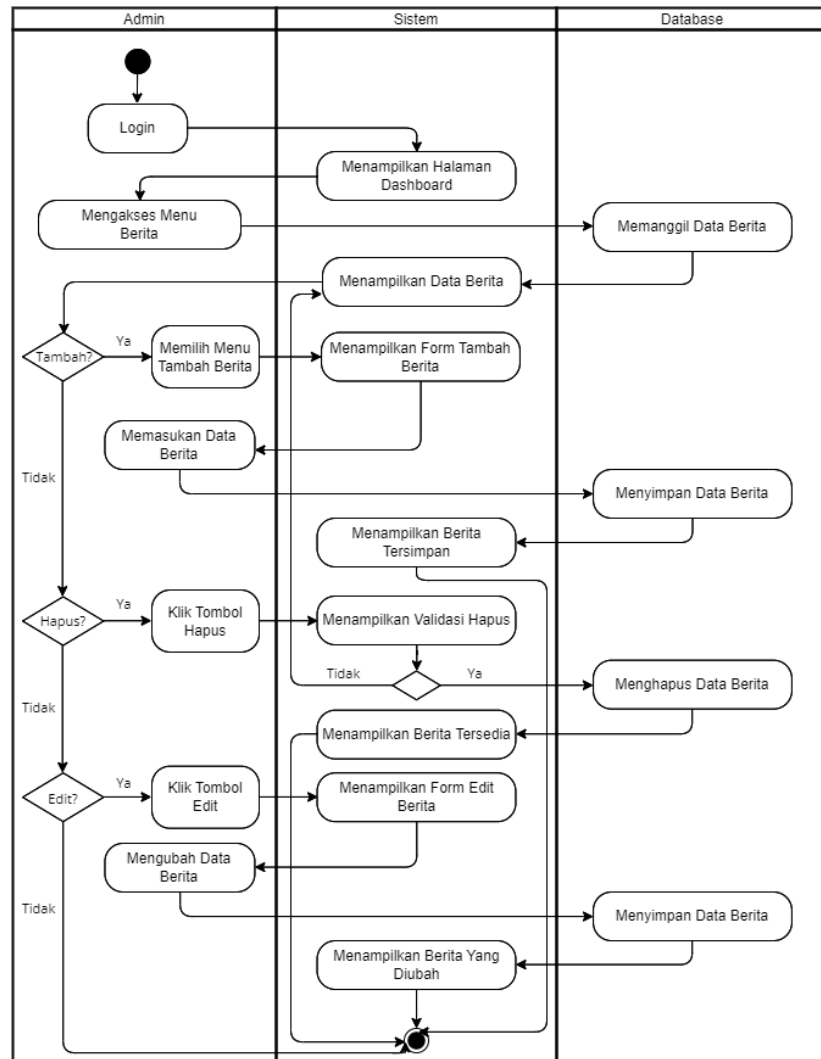 Admin
Sistem
Database
Login
Menampilkan Halaman
Dashboard
Mengakses Menu
Berita
Memanggil Data Berita
Menampilkan Data Berita
Tambah?
Ya
Memilih Menu
Tambah Berita
Menampilkan Form Tambah
Berita
Memasukan Data
Berita
Tidak
Menyimpan Data Berita
Menampilkan Berita
Tersimpan
Hapus?
Ya
Klik Tombol
Hapus
Menampilkan Validasi Hapus
Tidak
Ya
Menghapus Data Berita
Tidak
Menampilkan Berita Tersedia
Edit?
Ya
Klik Tombol
Edit
Menampilkan Form Edit
Berita
Mengubah Data
Berita
Tidak
Menyimpan Data Berita
Menampilkan Berita Yang
Diubah